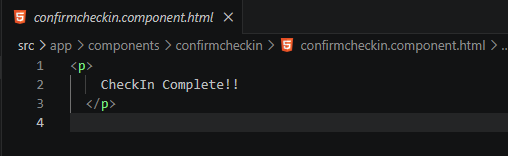 confirmcheckin.component.html
src > app > components > confirmcheckin > confirmcheckin.component.html > ..
1 <p>
2 CheckIn Complete!!
3 </p>
4